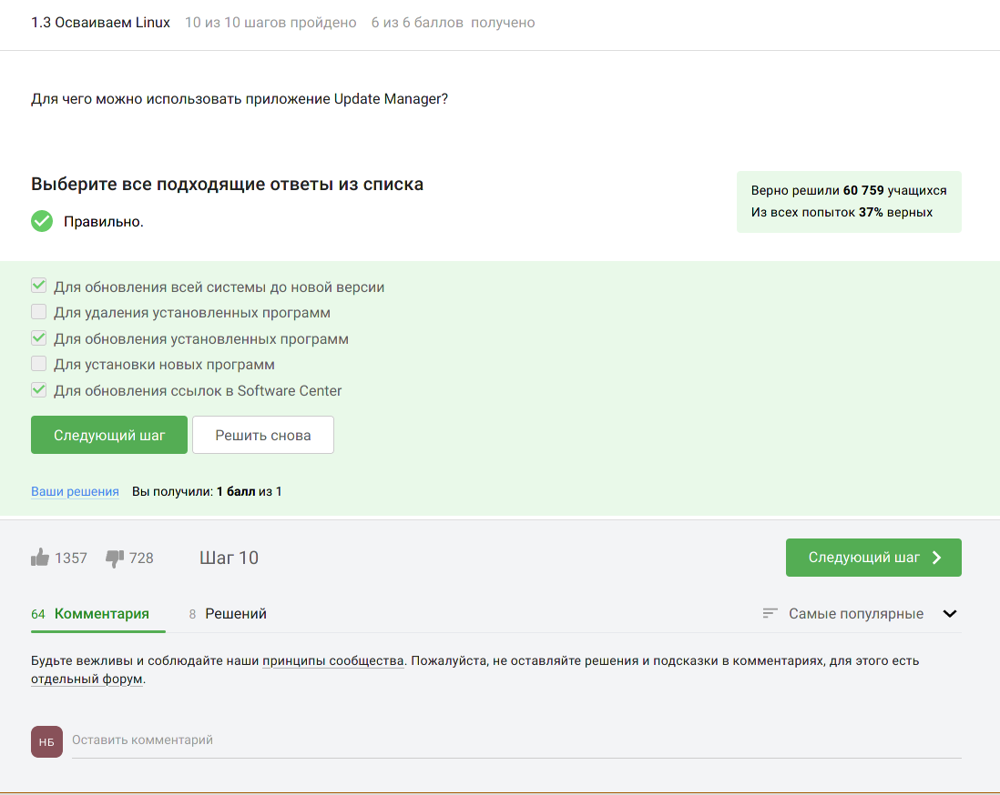 1.3 Осваиваем Linux 10 из 10 шагов пройдено 6 из 6 баллов получено
Для чего можно использовать приложение Update Manager?
Выберите все подходящие ответы из списка
Верно решили 60 759 учащихся
Из всех попыток 37% верных
Правильно.
Для обновления всей системы до новой версии
Для удаления установленных программ
Для обновления установленных программ
Для установки новых программ
Для обновления ссылок в Software Center
Следующий шаг Решить снова
Ваши решения Вы получили: 1 балл из 1
1357 728 Шаг 10 Следующий шаг
64 Комментария 8 Решений Самые популярные
Будьте вежливы и соблюдайте наши принципы сообщества. Пожалуйста, не оставляйте решения и подсказки в комментариях, для этого есть
отдельный форум.
НБ Оставить комментарий